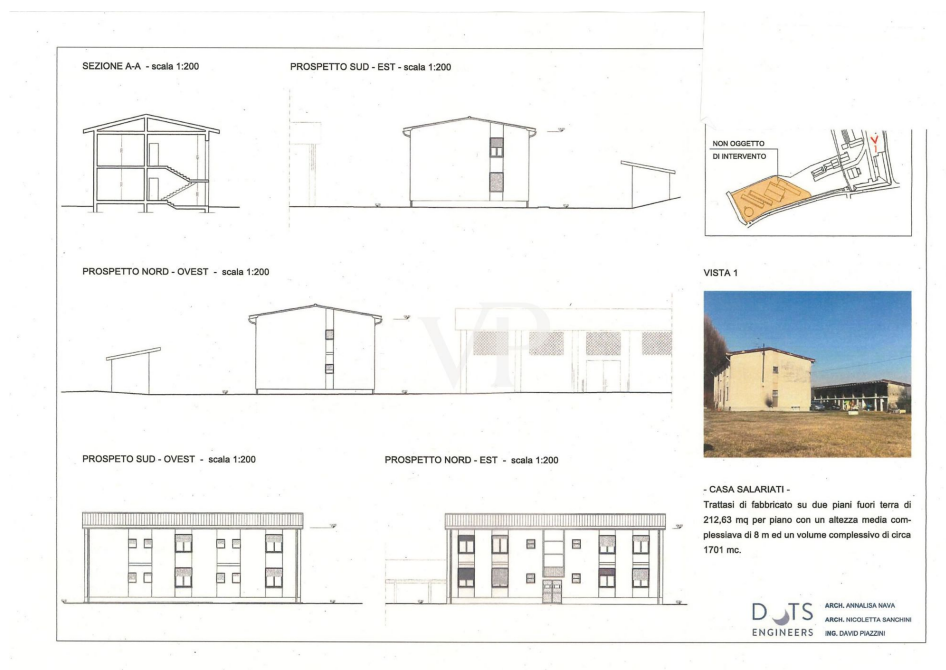 SEZIONE A-A - scala 1:200
PROSPETTO SUD - EST - scala 1:200
NON OGGETTO
DI INTERVENTO
V
PROSPETTO NORD - OVEST - scala 1:200
VISTA 1
VP
PROSPETO SUD - OVEST - scala 1:200
PROSPETTO NORD - EST - scala 1:200
- CASA SALARIATI -
Trattasi di fabbricato su due piani fuori terra di
212,63 mq per piano con un altezza media com-
plessiava di 8 m ed un volume complessivo di circa
1701 mc.
DOTS
ENGINEERS
ARCH. ANNALISA NAVA
ARCH. NICOLETTA SANCHINI
ING. DAVID PIAZZINI